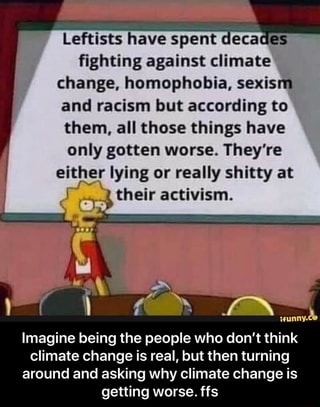 Leftists have spent decades
fighting against climate
change, homophobia, sexism
and racism but according to
them, all those things have
only gotten worse. They're
either lying or really shitty at
their activism.
ifunny.co
Imagine being the people who don't think
climate change is real, but then turning
around and asking why climate change is
getting worse. ffs